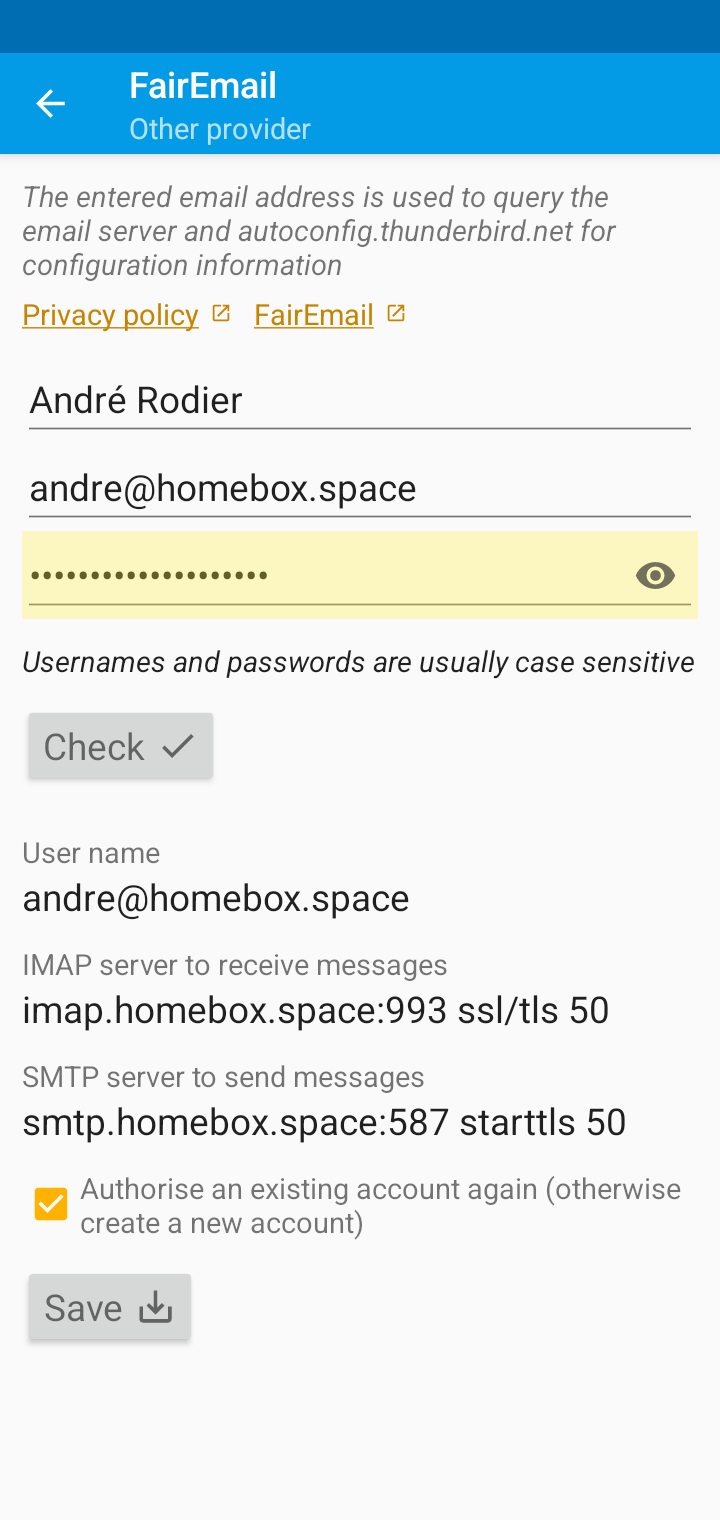 FairEmail
Other provider
The entered email address is used to query the
email server and autoconfig.thunderbird.net for
configuration information
Privacy policy FairEmail
André Rodier
andre@homebox.space
••••••••••••••••••••
Usernames and passwords are usually case sensitive
Check
User name
andre@homebox.space
IMAP server to receive messages
imap.homebox.space:993 ssl/tls 50
SMTP server to send messages
smtp.homebox.space:587 starttls 50
Authorise an existing account again (otherwise
create a new account)
Save